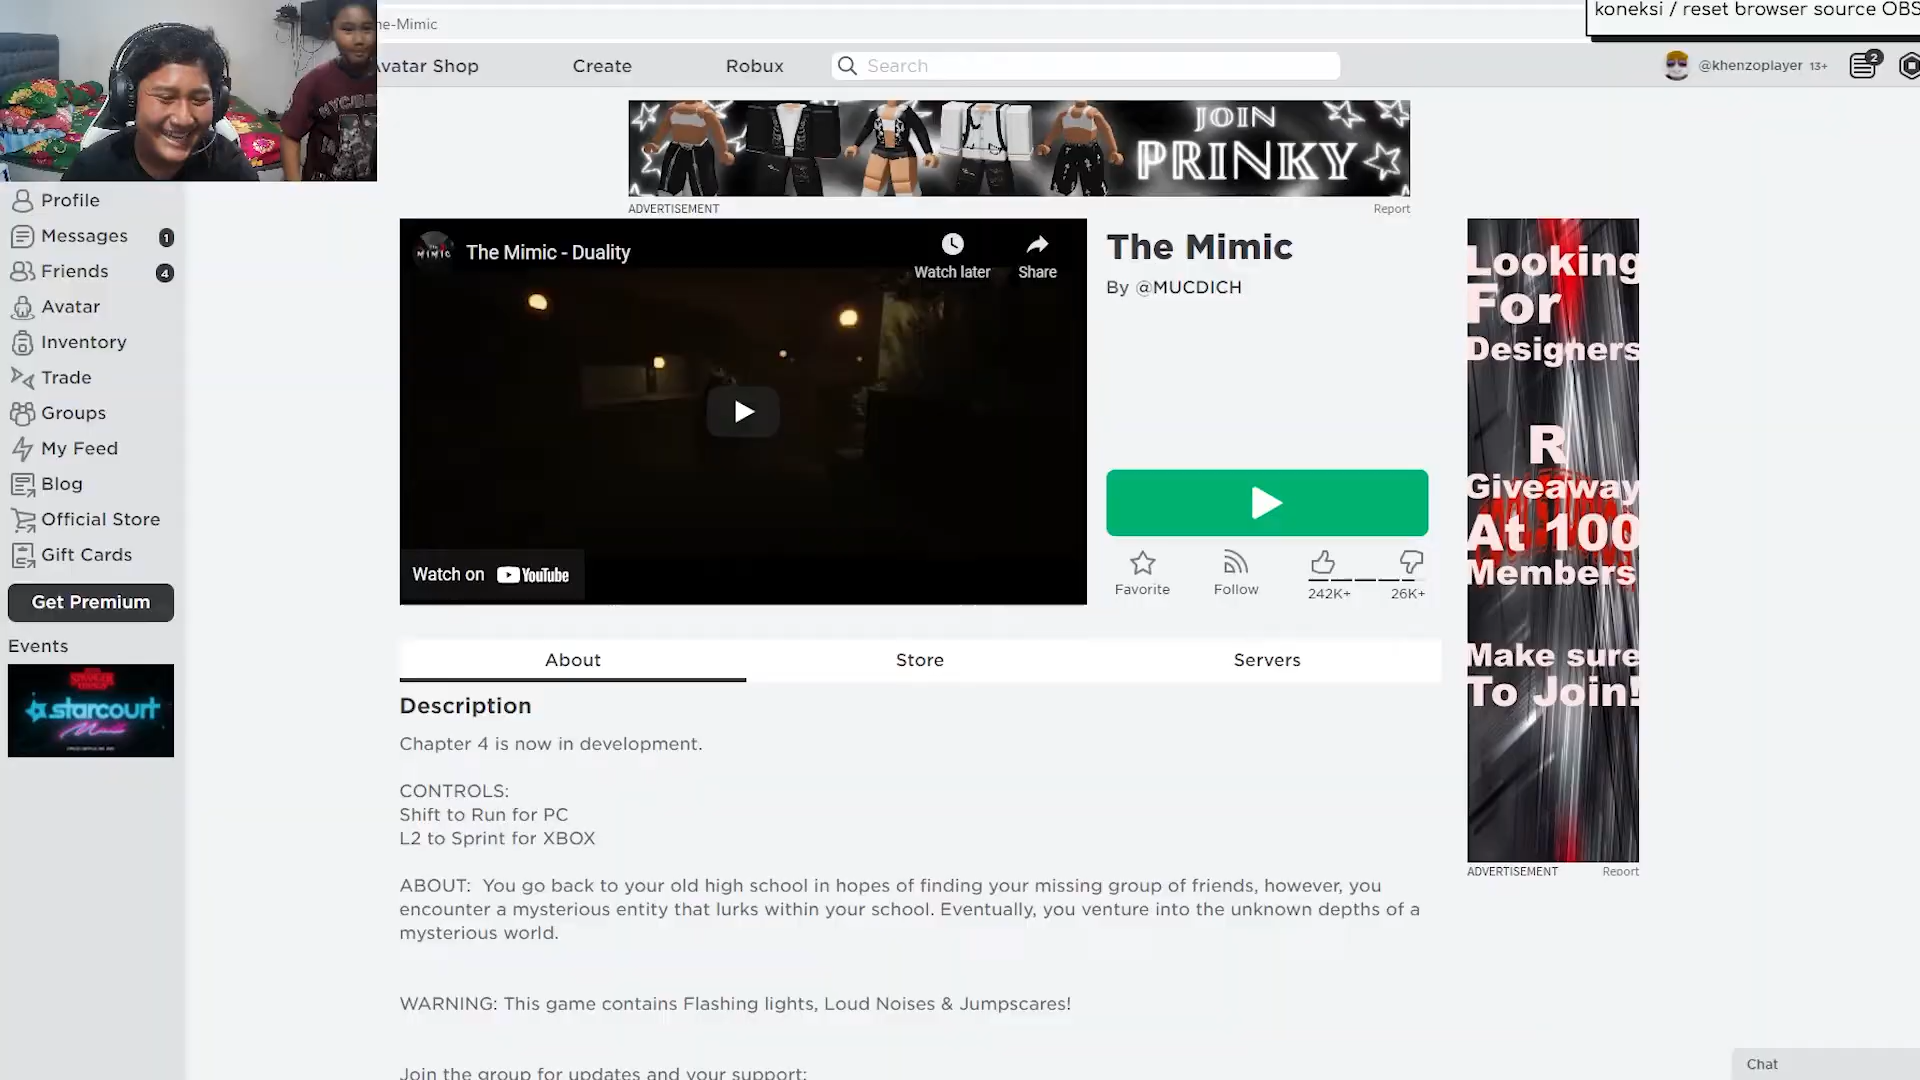 he-Mimic
koneksi / reset browser source OBS
Avatar Shop
Create
Robux
Search
@khenzoplayer 13+
2
JOIN
PRINKY
ADVERTISEMENT
Report
Profile
Messages
1
Friends
4
Avatar
Inventory
Trade
Groups
My Feed
Blog
Official Store
Gift Cards
Get Premium
Events
starcourt
The Mimic - Duality
Watch later
Share
Watch on YouTube
The Mimic
By @MUCDICH
Favorite
Follow
242K+
26K+
Looking
For
Designers
R
Giveaway
At 100
Members
Make sure
To Join!
ADVERTISEMENT
Report
About
Store
Servers
Description
Chapter 4 is now in development.
CONTROLS:
Shift to Run for PC
L2 to Sprint for XBOX
ABOUT: You go back to your old high school in hopes of finding your missing group of friends, however, you
encounter a mysterious entity that lurks within your school. Eventually, you venture into the unknown depths of a
mysterious world.
WARNING: This game contains Flashing lights, Loud Noises & Jumpscares!
Join the group for updates and your support:
Chat